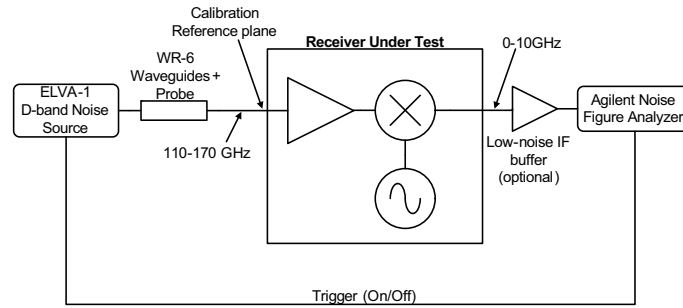 Calibration
Reference plane
Receiver Under Test
0-10GHz
WR-6
Waveguides +
Probe
ELVA-1
D-band Noise
Source
Agilent Noise
Figure Analyzer
110-170 GHz
Low-noise IF
buffer
(optional)
Trigger (On/Off)